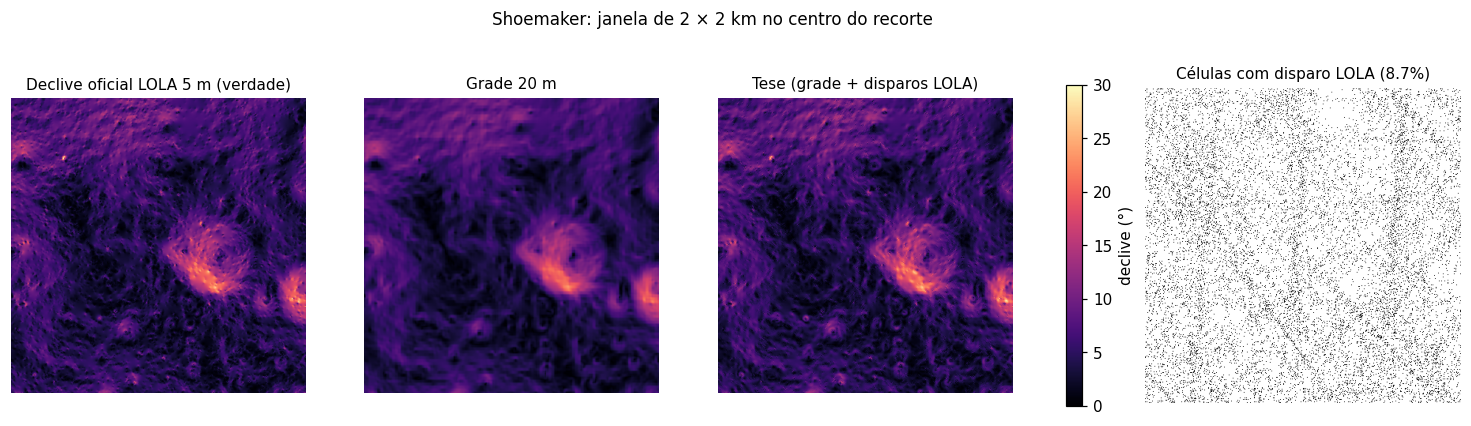 Shoemaker: janela de 2 × 2 km no centro do recorte
Declive oficial LOLA 5 m (verdade)
Grade 20 m
Tese (grade + disparos LOLA)
30
25
20
15
10
5
0
declive (°)
Células com disparo LOLA (8.7%)